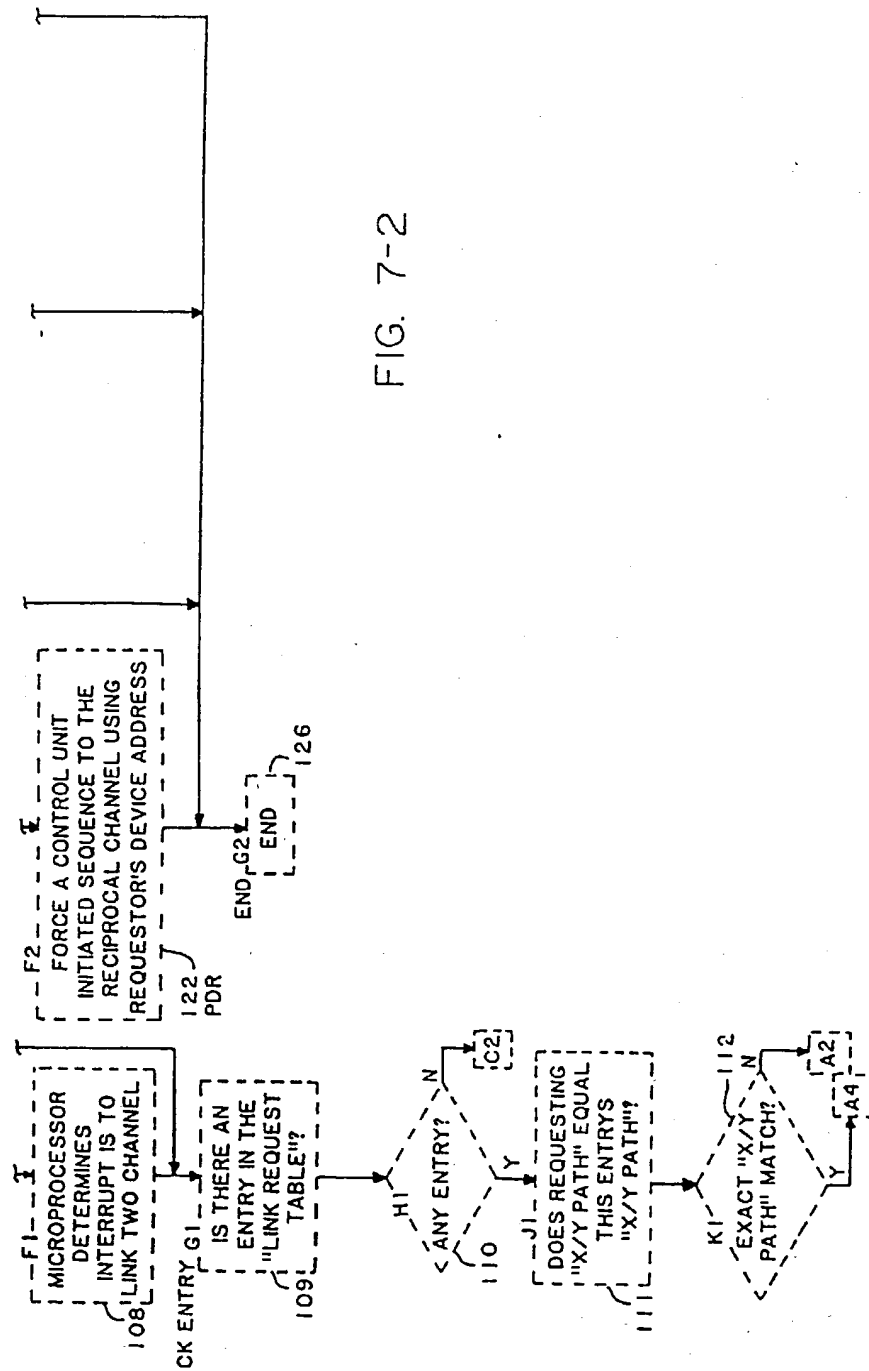 F1
MICROPROCESSOR
DETERMINES
INTERRUPT IS TO
LINK TWO CHANNEL
108
CK ENTRY G1
IS THERE AN
ENTRY IN THE
"LINK REQUEST
TABLE"?
109
H1
ANY ENTRY?
110
N
C2
Y
J1
DOES REQUESTING
"X/Y PATH" EQUAL
THIS ENTRYS
"X/Y PATH"?
111
K1
112
EXACT "X/Y
PATH" MATCH?
N
A2
Y
A4
F2
FORCE A CONTROL UNIT
INITIATED SEQUENCE TO THE
RECIPROCAL CHANNEL USING
REQUESTOR'S DEVICE ADDRESS
122
PDR
END G2
END
126
FIG. 7-2